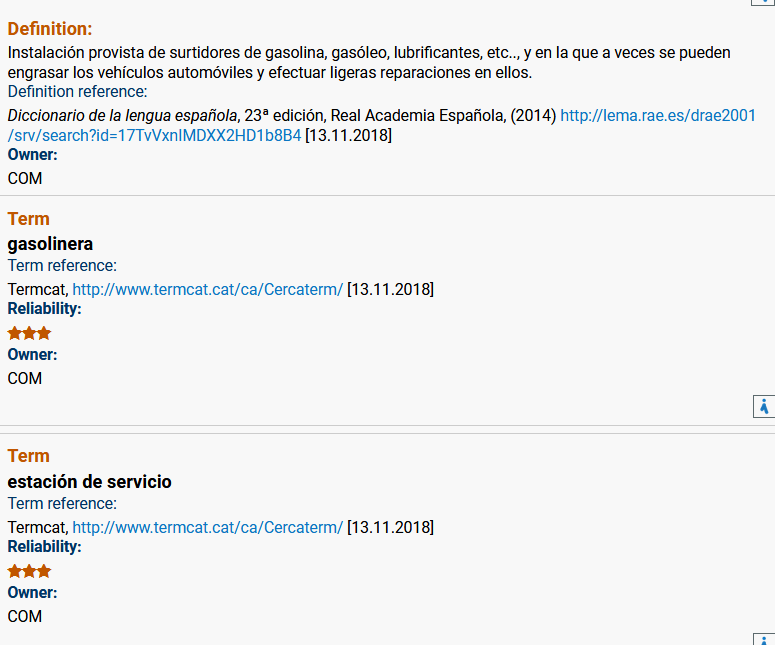 Definition:
Instalación provista de surtidores de gasolina, gasóleo, lubrificantes, etc.., y en la que a veces se pueden
engrasar los vehículos automóviles y efectuar ligeras reparaciones en ellos.
Definition reference:
Diccionario de la lengua española, 23ª edición, Real Academia Española, (2014) http://lema.rae.es/drae2001
/srv/search?id=17TvVxnIMDXX2HD1b8B4 [13.11.2018]
Owner:
COM
Term
gasolinera
Term reference:
Termcat, http://www.termcat.cat/ca/Cercaterm/ [13.11.2018]
Reliability:
Owner:
COM
Term
estación de servicio
Term reference:
Termcat, http://www.termcat.cat/ca/Cercaterm/ [13.11.2018]
Reliability:
Owner:
COM